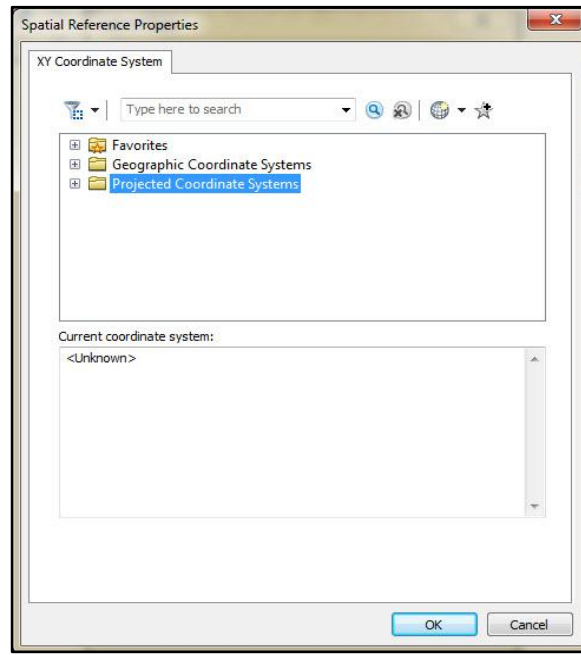 Spatial Reference Properties
XY Coordinate System
Type here to search
Favorites
Geographic Coordinate Systems
Projected Coordinate Systems
Current coordinate system:
<Unknown>
OK
Cancel